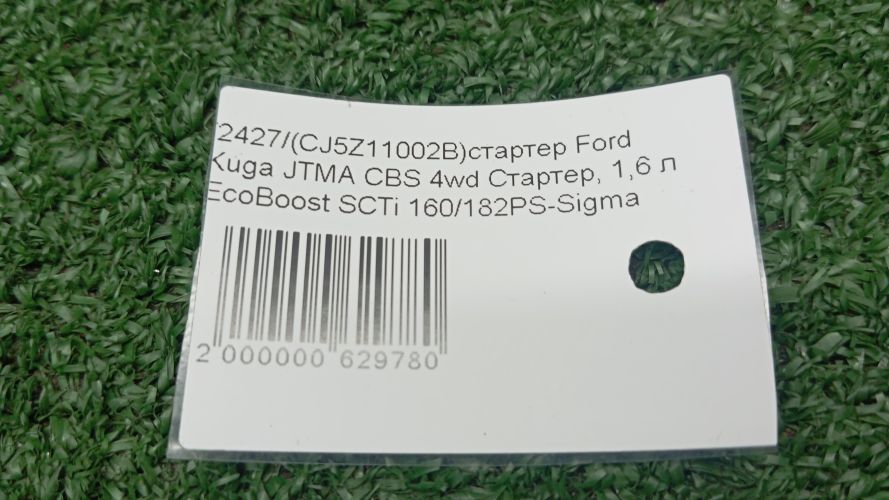 2427/(CJ5Z11002B)стартер Ford
Kuga JTMA CBS 4wd Стартер, 1,6 л
EcoBoost SCTi 160/182PS-Sigma
2 000000 629780